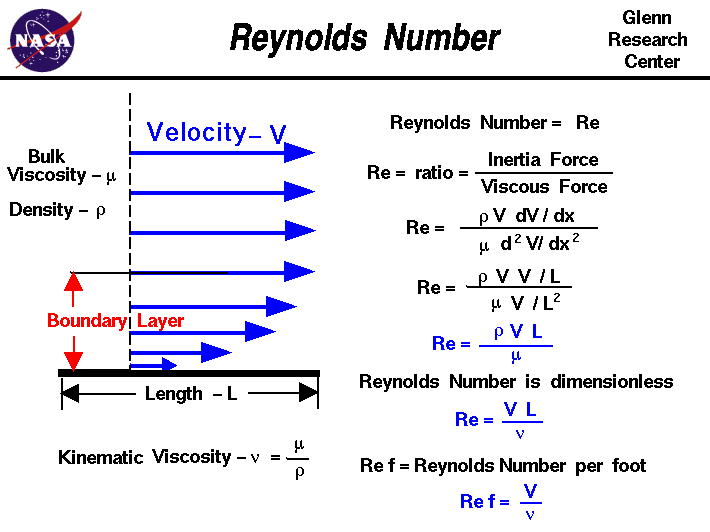 NASA
Reynolds Number
Glenn
Research
Center
Velocity – V
Bulk
Viscosity – μ
Density – ρ
Boundary Layer
Length – L
Kinematic Viscosity – ν = μ / ρ
Reynolds Number = Re
Re = ratio = Inertia Force / Viscous Force
Re = ρ V dV / dx / μ d² V/ dx²
Re = ρ V V / L / μ V / L²
Re = ρ V L / μ
Reynolds Number is dimensionless
Re = V L / ν
Re f = Reynolds Number per foot
Re f = V / ν